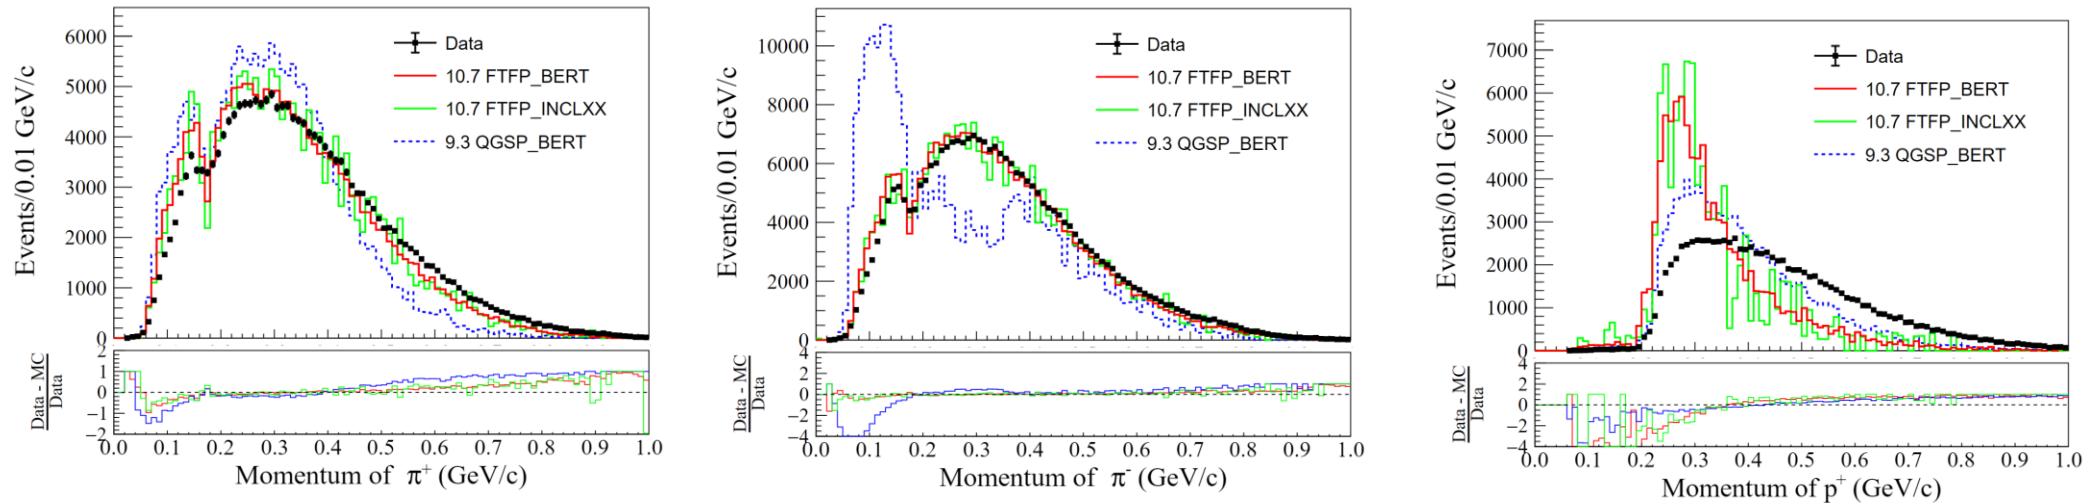 Events/0.01 GeV/c
6000
5000
4000
3000
2000
1000
0
Data
10.7 FTFP_BERT
10.7 FTFP_INCLXX
9.3 QGSP_BERT
Data - MC
Data
2
1
0
−1
−2
0.0 0.1 0.2 0.3 0.4 0.5 0.6 0.7 0.8 0.9 1.0
Momentum of π⁺ (GeV/c)
Events/0.01 GeV/c
10000
8000
6000
4000
2000
0
Data
10.7 FTFP_BERT
10.7 FTFP_INCLXX
9.3 QGSP_BERT
Data - MC
Data
4
2
0
−2
−4
0.0 0.1 0.2 0.3 0.4 0.5 0.6 0.7 0.8 0.9 1.0
Momentum of π⁻ (GeV/c)
Events/0.01 GeV/c
7000
6000
5000
4000
3000
2000
1000
0
Data
10.7 FTFP_BERT
10.7 FTFP_INCLXX
9.3 QGSP_BERT
Data - MC
Data
4
2
0
−2
−4
0.0 0.1 0.2 0.3 0.4 0.5 0.6 0.7 0.8 0.9 1.0
Momentum of p⁺ (GeV/c)